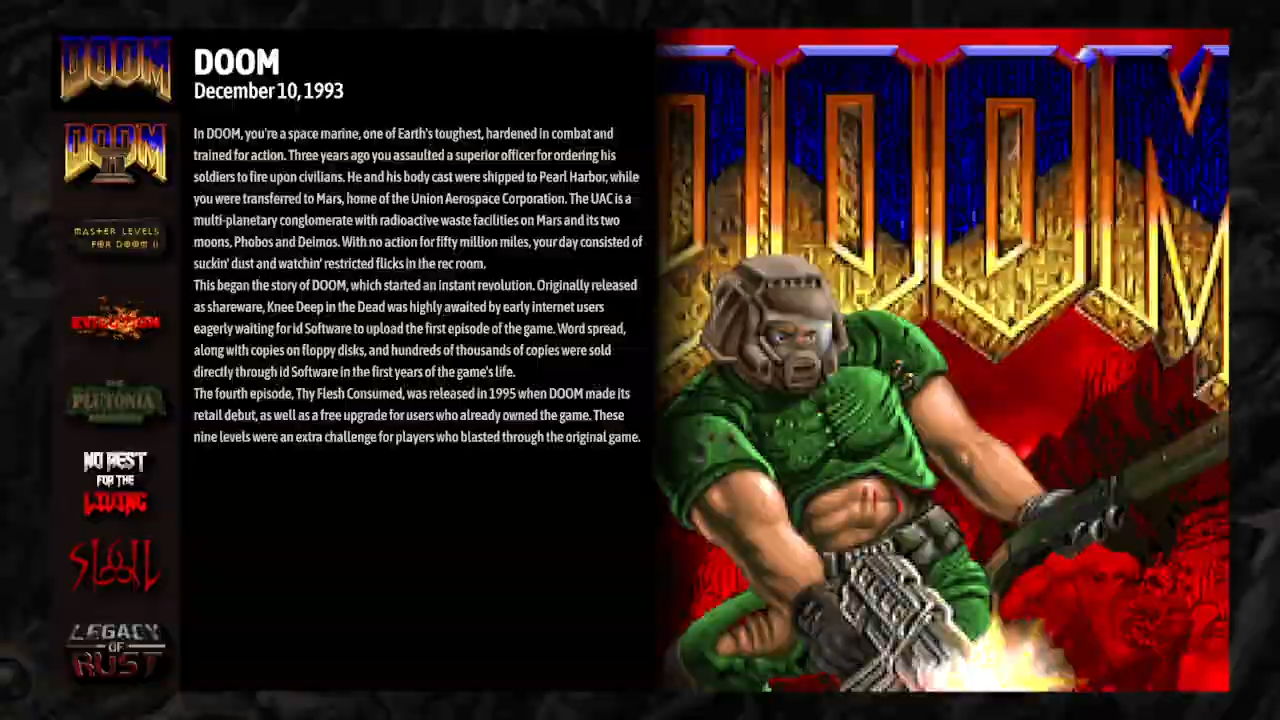 DOOM
DOOM
II
MASTER LEVELS
FOR DOOM II
EVILUTION
THE
PLUTONIA
NO REST
FOR THE
LIVING
SIGIL
LEGACY
OF
RUST
DOOM
December 10, 1993
In DOOM, you're a space marine, one of Earth's toughest, hardened in combat and
trained for action. Three years ago you assaulted a superior officer for ordering his
soldiers to fire upon civilians. He and his body cast were shipped to Pearl Harbor, while
you were transferred to Mars, home of the Union Aerospace Corporation. The UAC is a
multi-planetary conglomerate with radioactive waste facilities on Mars and its two
moons, Phobos and Deimos. With no action for fifty million miles, your day consisted of
suckin' dust and watchin' restricted flicks in the rec room.
This began the story of DOOM, which started an instant revolution. Originally released
as shareware, Knee Deep in the Dead was highly awaited by early internet users
eagerly waiting for id Software to upload the first episode of the game. Word spread,
along with copies on floppy disks, and hundreds of thousands of copies were sold
directly through id Software in the first years of the game's life.
The fourth episode, Thy Flesh Consumed, was released in 1995 when DOOM made its
retail debut, as well as a free upgrade for users who already owned the game. These
nine levels were an extra challenge for players who blasted through the original game.
DOOM